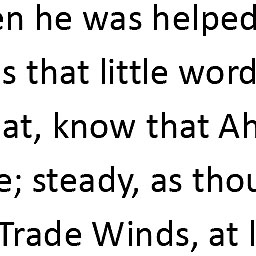 en he was helped
s that little word
at, know that Ah
e; steady, as thou
Trade Winds, at l